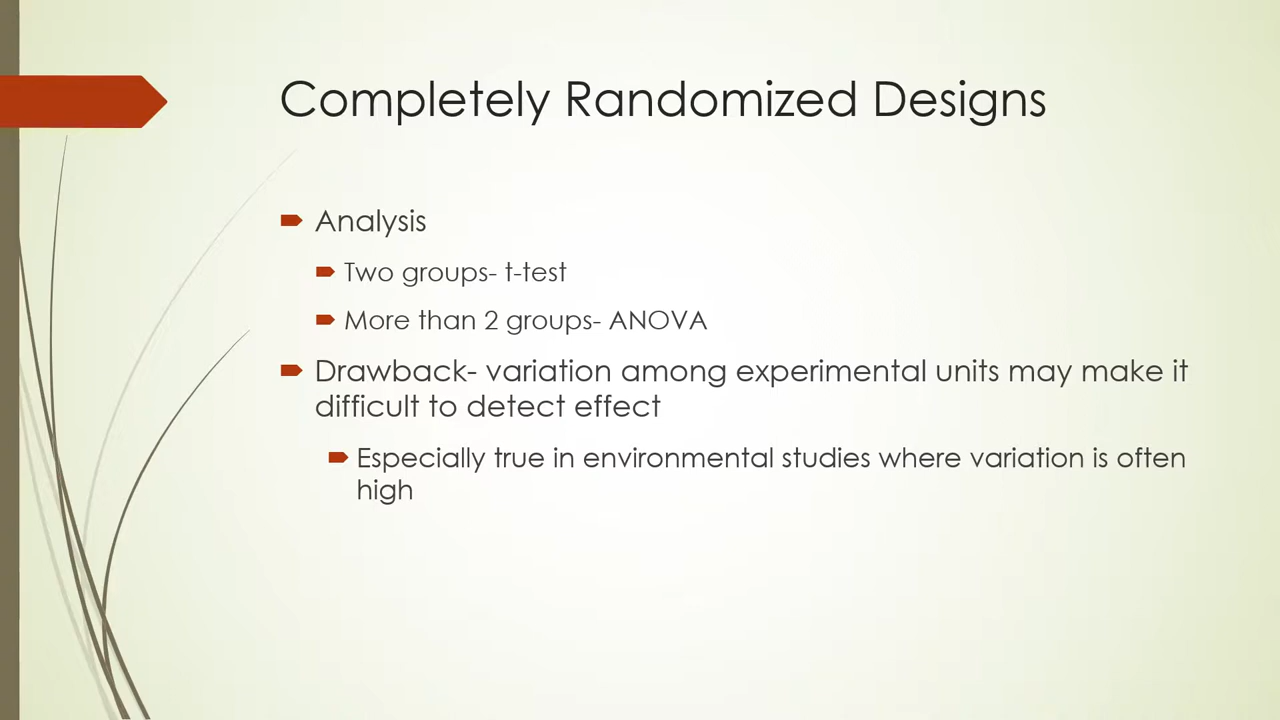 Completely Randomized Designs
Analysis
Two groups- t-test
More than 2 groups- ANOVA
Drawback- variation among experimental units may make it
difficult to detect effect
Especially true in environmental studies where variation is often
high